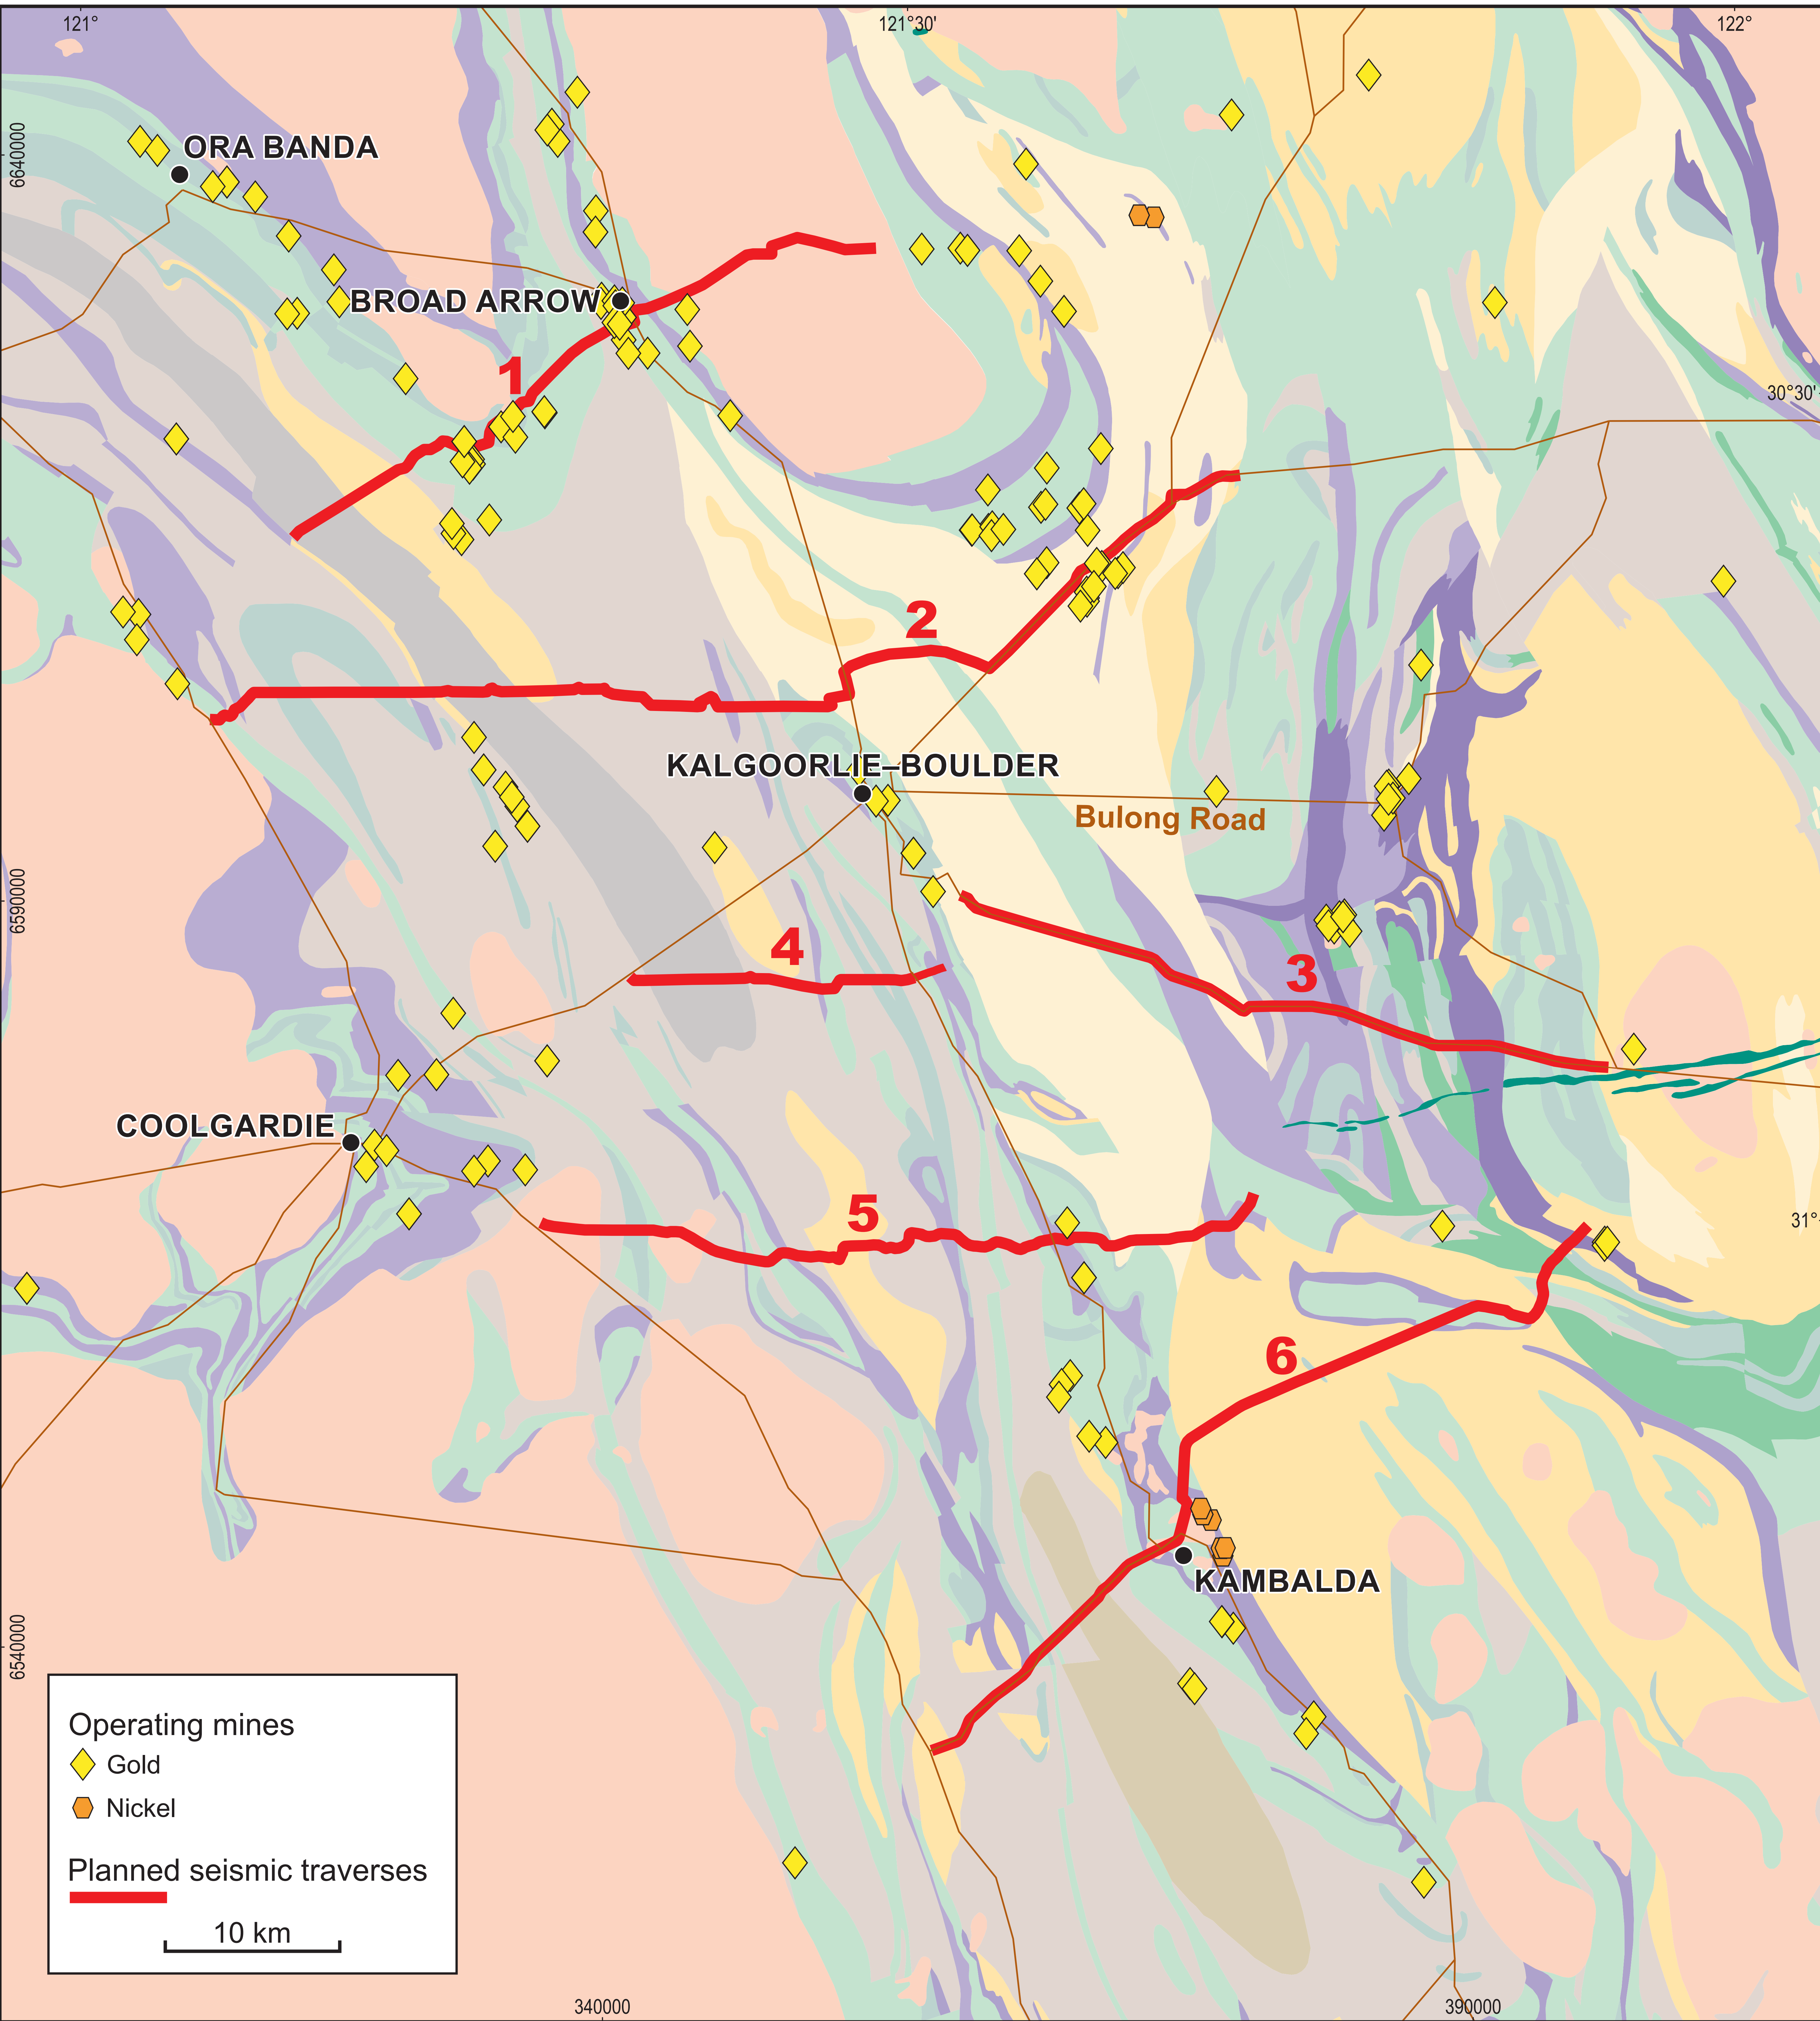 121°
121°30'
122°
6640000
ORA BANDA
BROAD ARROW
1
30°30'
2
KALGOORLIE–BOULDER
Bulong Road
6590000
4
3
COOLGARDIE
5
31°
6
KAMBALDA
6540000
Operating mines
Gold
Nickel
Planned seismic traverses
10 km
340000
390000